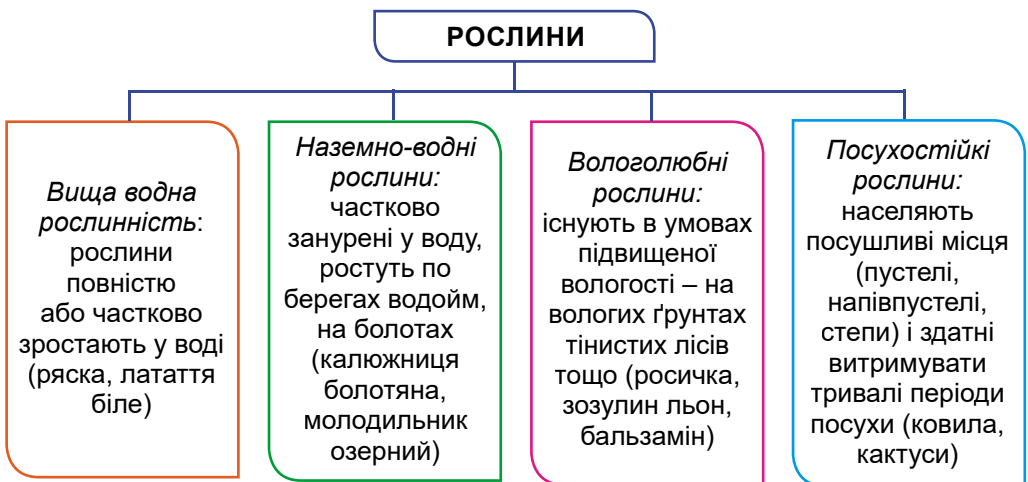 РОСЛИНИ
Вища водна
рослинність:
рослини
повністю
або частково
зростають у воді
(ряска, латаття
біле)
Наземно-водні
рослини:
частково
занурені у воду,
ростуть по
берегах водойм,
на болотах
(калюжниця
болотяна,
молодильник
озерний)
Вологолюбні
рослини:
існують в умовах
підвищеної
вологості – на
вологих ґрунтах
тінистих лісів
тощо (росичка,
зозулин льон,
бальзамін)
Посухостійкі
рослини:
населяють
посушливі місця
(пустелі,
напівпустелі,
степи) і здатні
витримувати
тривалі періоди
посухи (ковила,
кактуси)